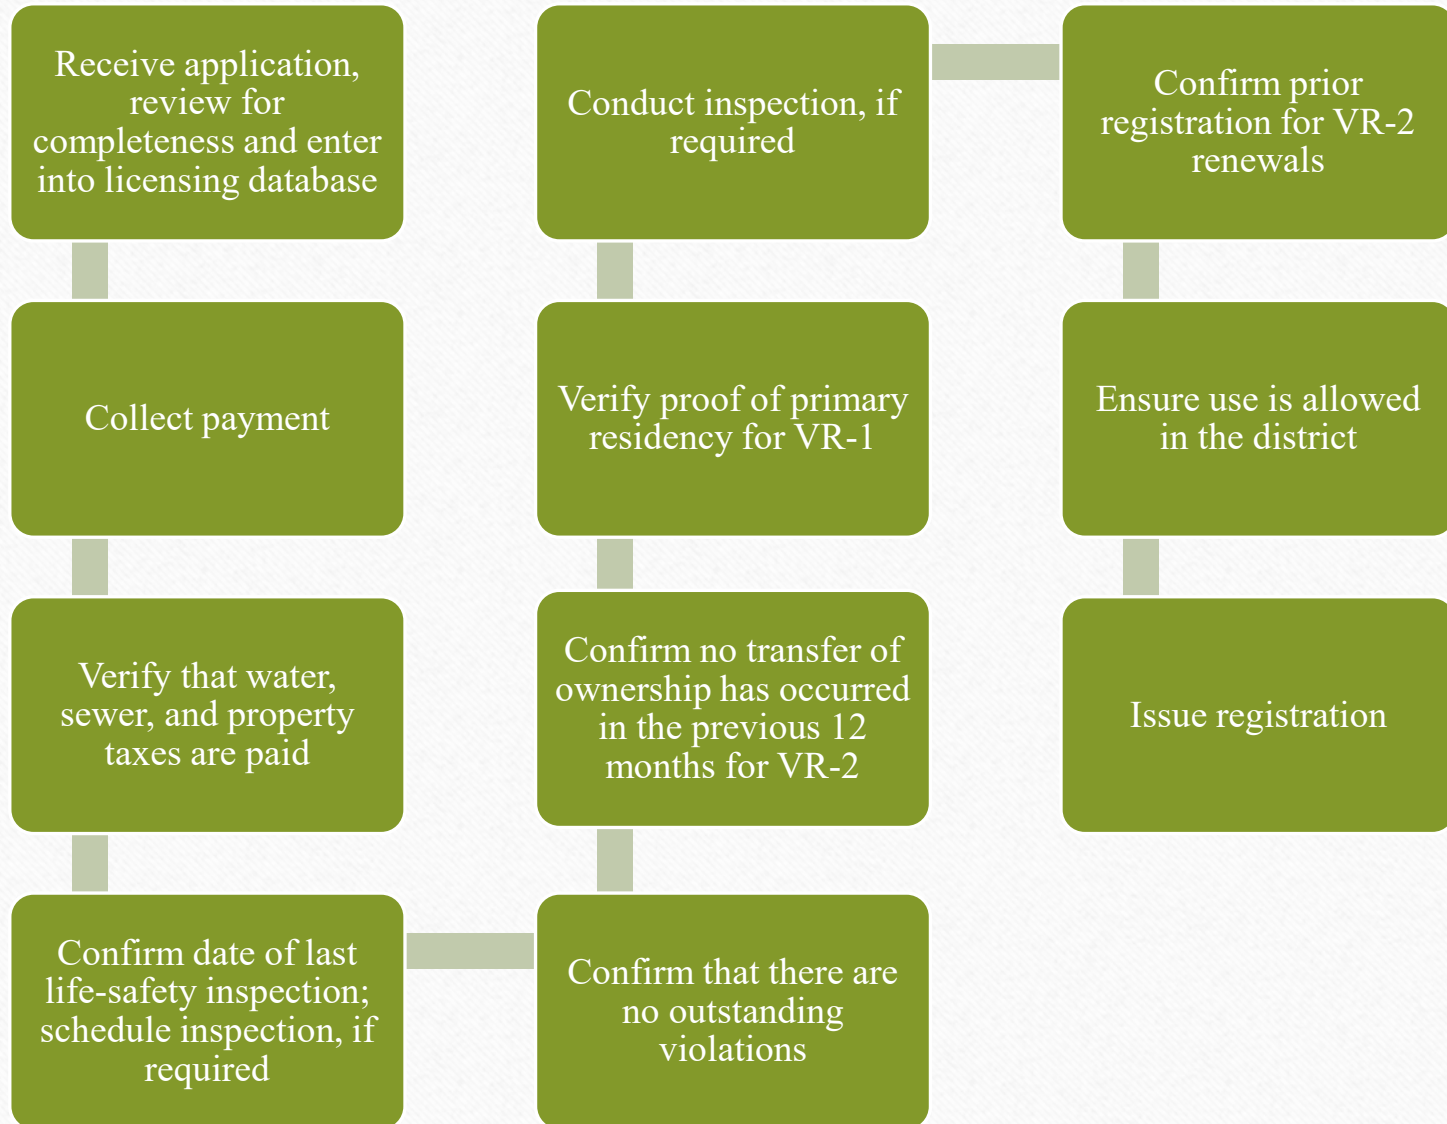 Receive application,
review for
completeness and enter
into licensing database
Collect payment
Verify that water,
sewer, and property
taxes are paid
Confirm date of last
life-safety inspection;
schedule inspection, if
required
Confirm that there are
no outstanding
violations
Confirm no transfer of
ownership has occurred
in the previous 12
months for VR-2
Verify proof of primary
residency for VR-1
Conduct inspection, if
required
Confirm prior
registration for VR-2
renewals
Ensure use is allowed
in the district
Issue registration